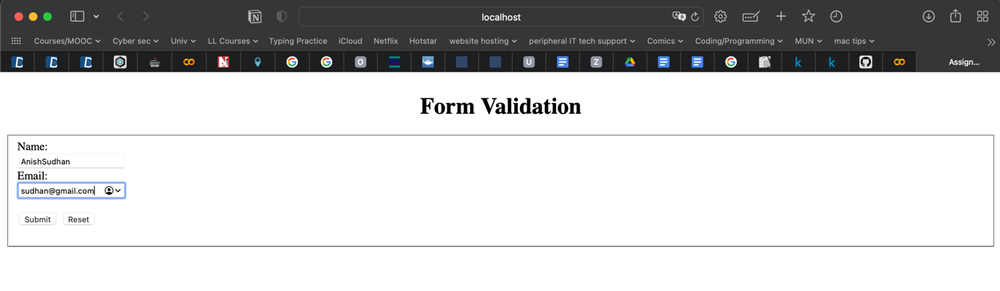 localhost
Courses/MOOC Cyber sec Univ LL Courses Typing Practice iCloud Netflix Hotstar website hosting peripheral IT tech support Comics Coding/Programming MUN mac tips
O U Z k k Assign...
Form Validation
Name:
AnishSudhan
Email:
sudhan@gmail.com
Submit Reset